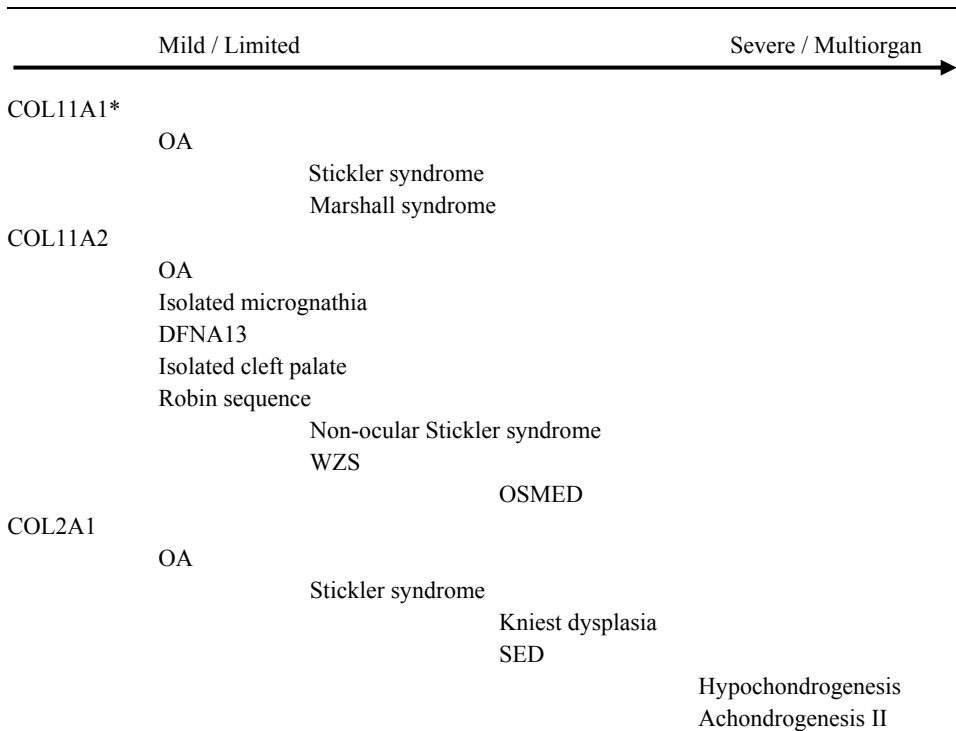 Mild / Limited Severe / Multiorgan
COL11A1*
OA
Stickler syndrome
Marshall syndrome
COL11A2
OA
Isolated micrognathia
DFNA13
Isolated cleft palate
Robin sequence
Non-ocular Stickler syndrome
WZS
OSMED
COL2A1
OA
Stickler syndrome
Kniest dysplasia
SED
Hypochondrogenesis
Achondrogenesis II